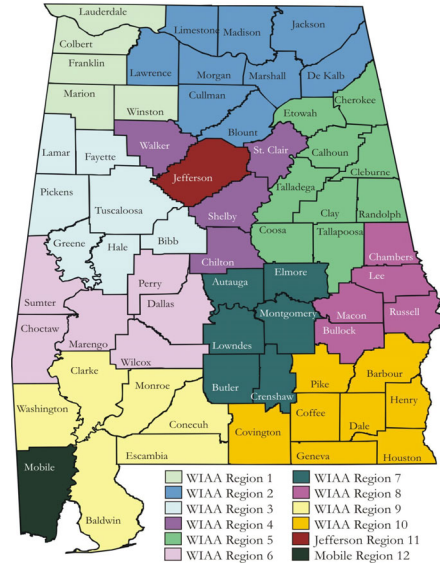 Lauderdale
Limestone
Madison
Jackson
Colbert
Franklin
Lawrence
Morgan
Marshall
De Kalb
Marion
Winston
Cullman
Cherokee
Etowah
Blount
Walker
St. Clair
Calhoun
Lamar
Fayette
Jefferson
Cleburne
Talladega
Pickens
Tuscaloosa
Shelby
Clay
Randolph
Greene
Hale
Bibb
Coosa
Tallapoosa
Chilton
Chambers
Perry
Autauga
Elmore
Lee
Sumter
Dallas
Montgomery
Macon
Russell
Choctaw
Marengo
Lowndes
Bullock
Wilcox
Clarke
Monroe
Butler
Crenshaw
Pike
Barbour
Washington
Conecuh
Coffee
Henry
Covington
Dale
Mobile
Escambia
Geneva
Houston
Baldwin
WIAA Region 1
WIAA Region 2
WIAA Region 3
WIAA Region 4
WIAA Region 5
WIAA Region 6
WIAA Region 7
WIAA Region 8
WIAA Region 9
WIAA Region 10
Jefferson Region 11
Mobile Region 12